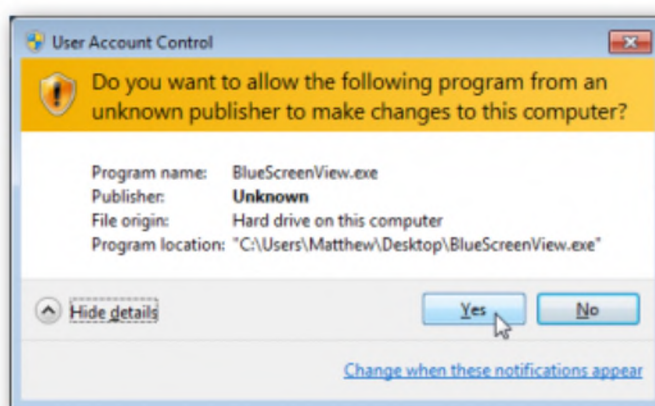 User Account Control
Do you want to allow the following program from an
unknown publisher to make changes to this computer?
Program name: BlueScreenView.exe
Publisher: Unknown
File origin: Hard drive on this computer
Program location: "C:\Users\Matthew\Desktop\BlueScreenView.exe"
Hide details Yes No
Change when these notifications appear